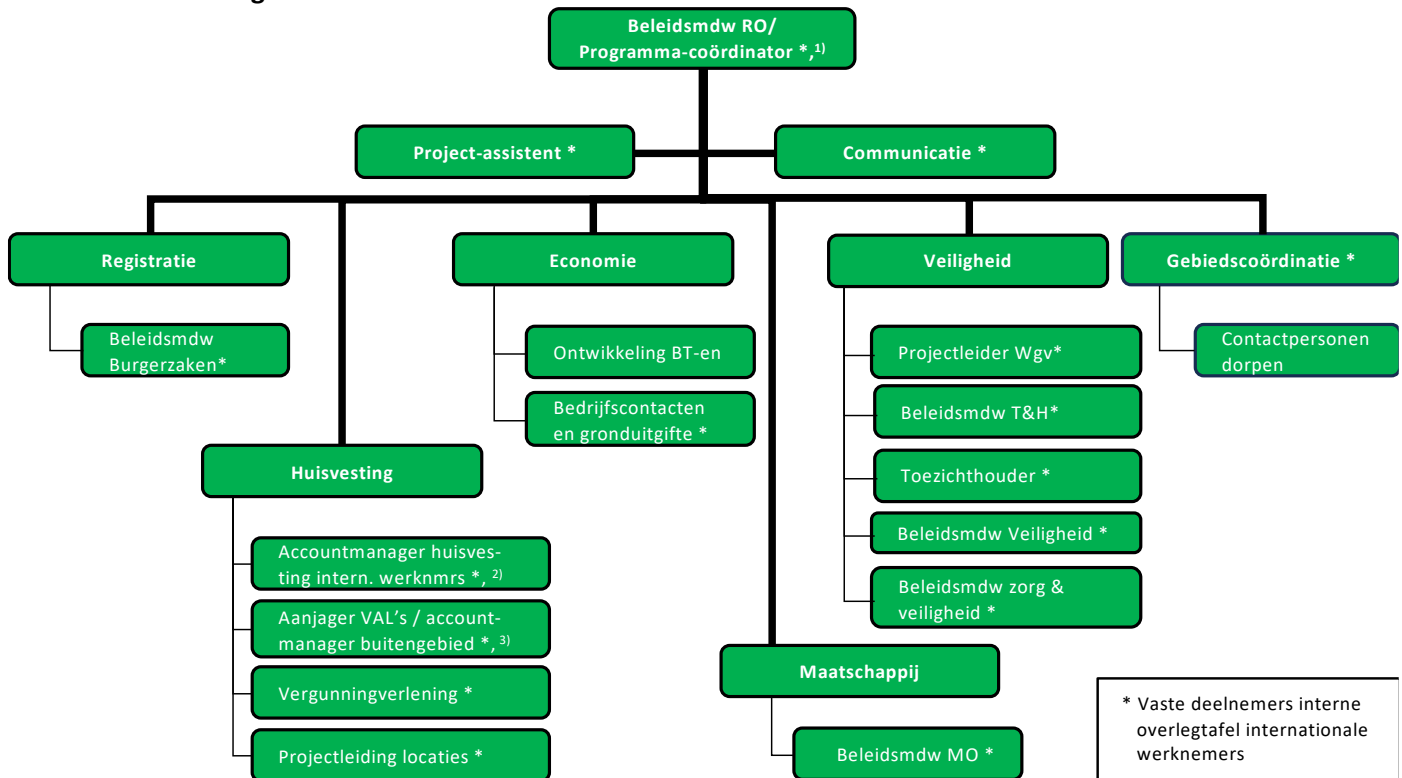 Beleidsmdw RO/
Programma-coördinator *,1)
Project-assistent *
Communicatie *
Registratie
Economie
Veiligheid
Gebiedscoördinatie *
Beleidsmdw
Burgerzaken*
Ontwikkeling BT-en
Bedrijfscontacten
en gronduitgifte *
Projectleider Wgv*
Beleidsmdw T&H*
Toezichthouder *
Beleidsmdw Veiligheid *
Beleidsmdw zorg &
veiligheid *
Contactpersonen
dorpen
Huisvesting
Accountmanager huisves-
ting intern. werknmrs *, 2)
Aanjager VAL's / account-
manager buitengebied *, 3)
Vergunningverlening *
Projectleiding locaties *
Maatschappij
Beleidsmdw MO *
* Vaste deelnemers interne
overlegtafel internationale
werknemers